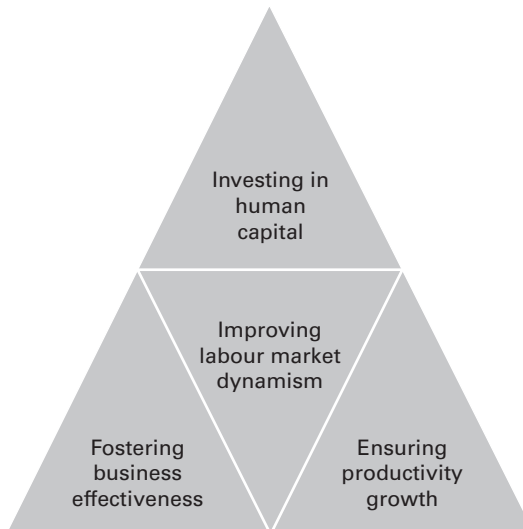 Investing in
human
capital
Improving
labour market
dynamism
Fostering
business
effectiveness
Ensuring
productivity
growth